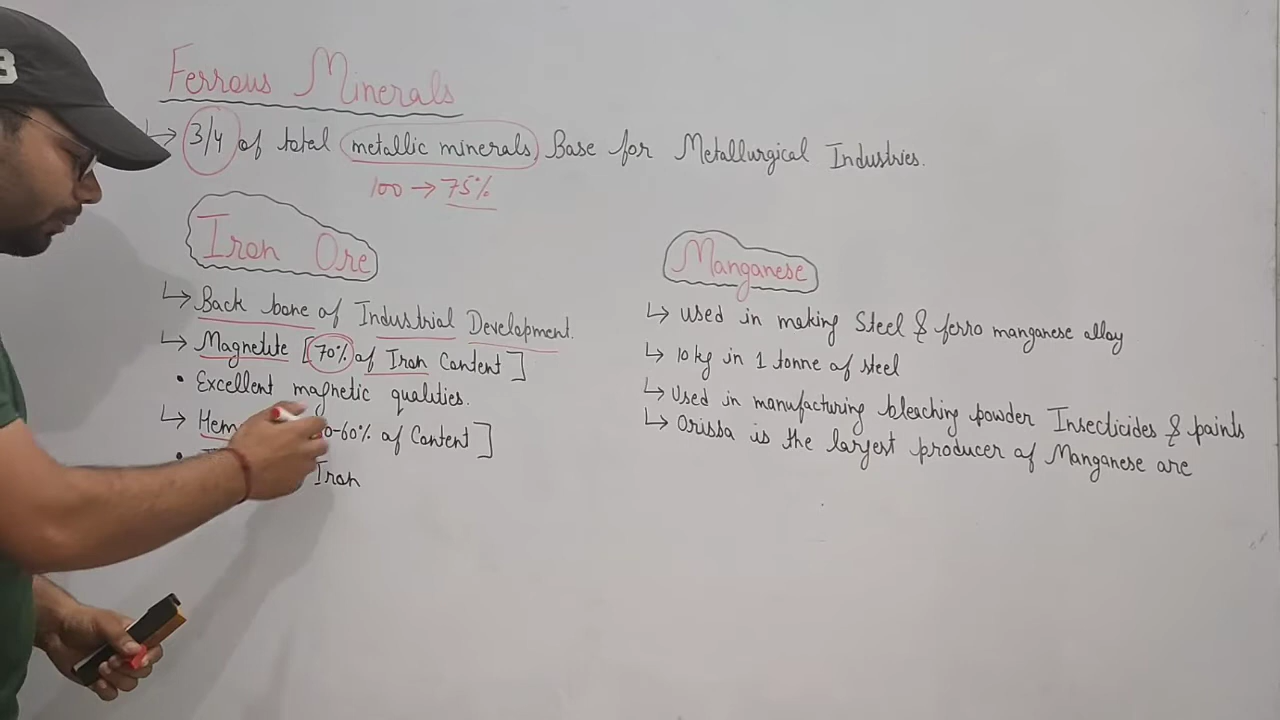 Ferrous Minerals
↳ 3/4 of total metallic minerals Base for Metallurgical Industries.
100 → 75%
Iron Ore
↳ Back bone of Industrial Development.
↳ Magnetite [70% of Iron Content]
• Excellent magnetic qualities.
↳ 0-60% of Content]
• Iron
Manganese
↳ used in making Steel & ferro manganese alloy
↳ 10 kg in 1 tonne of steel
↳ Used in manufacturing bleaching powder Insecticides & paints
↳ Orissa is the largest producer of Manganese are
B